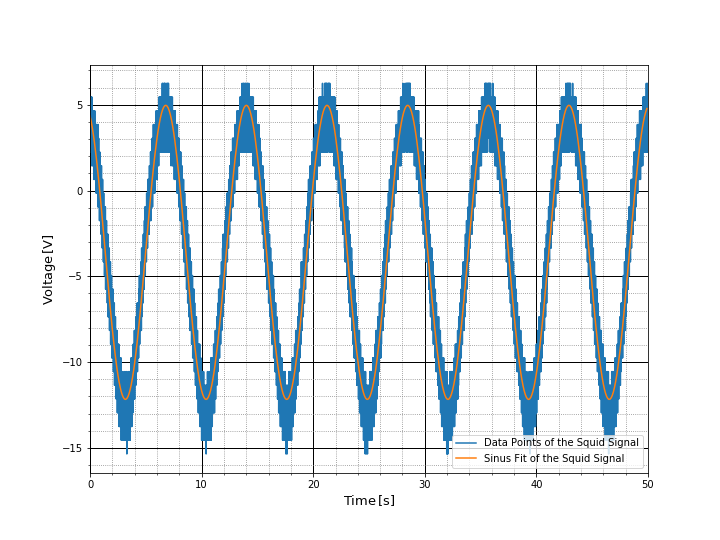 Voltage [V]
5
0
−5
−10
−15
0 10 20 30 40 50
Time [s]
Data Points of the Squid Signal
Sinus Fit of the Squid Signal